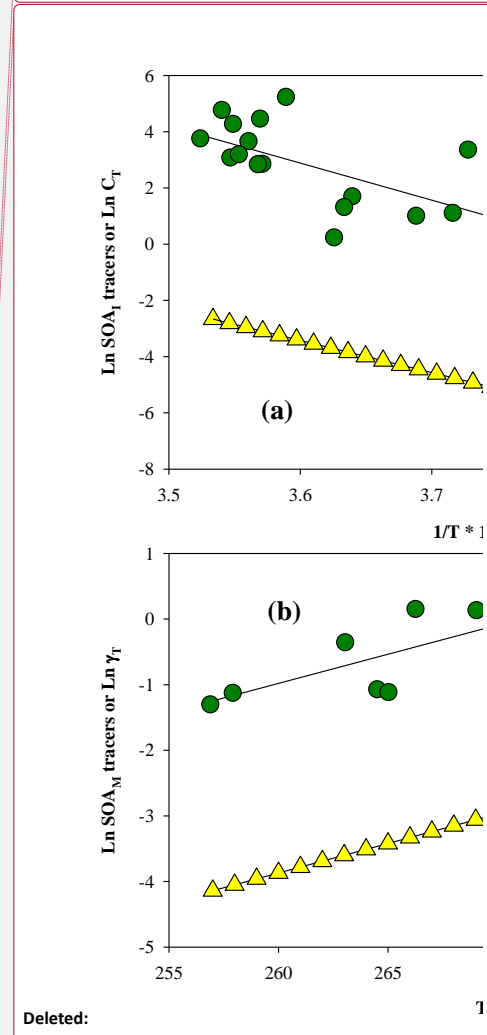 6
4
2
0
-2
-4
-6
-8
Ln SOA_I tracers or Ln C_T
(a)
3.5 3.6 3.7
1/T * 1
1
0
-1
-2
-3
-4
-5
Ln SOA_M tracers or Ln γ_T
(b)
255 260 265
T
Deleted: